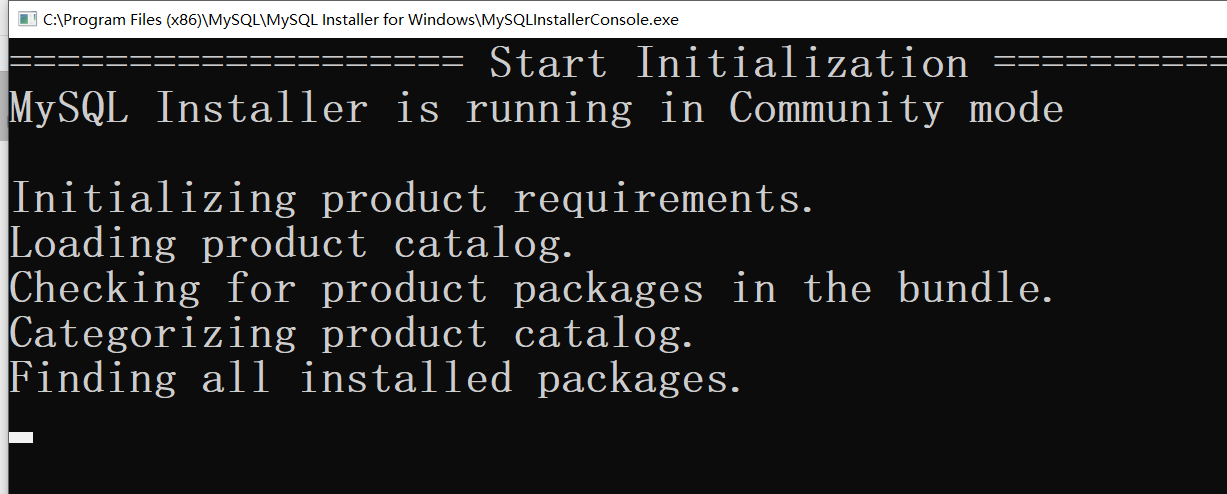 C:\Program Files (x86)\MySQL\MySQL Installer for Windows\MySQLInstallerConsole.exe
=================== Start Initialization ==========
MySQL Installer is running in Community mode
Initializing product requirements.
Loading product catalog.
Checking for product packages in the bundle.
Categorizing product catalog.
Finding all installed packages.